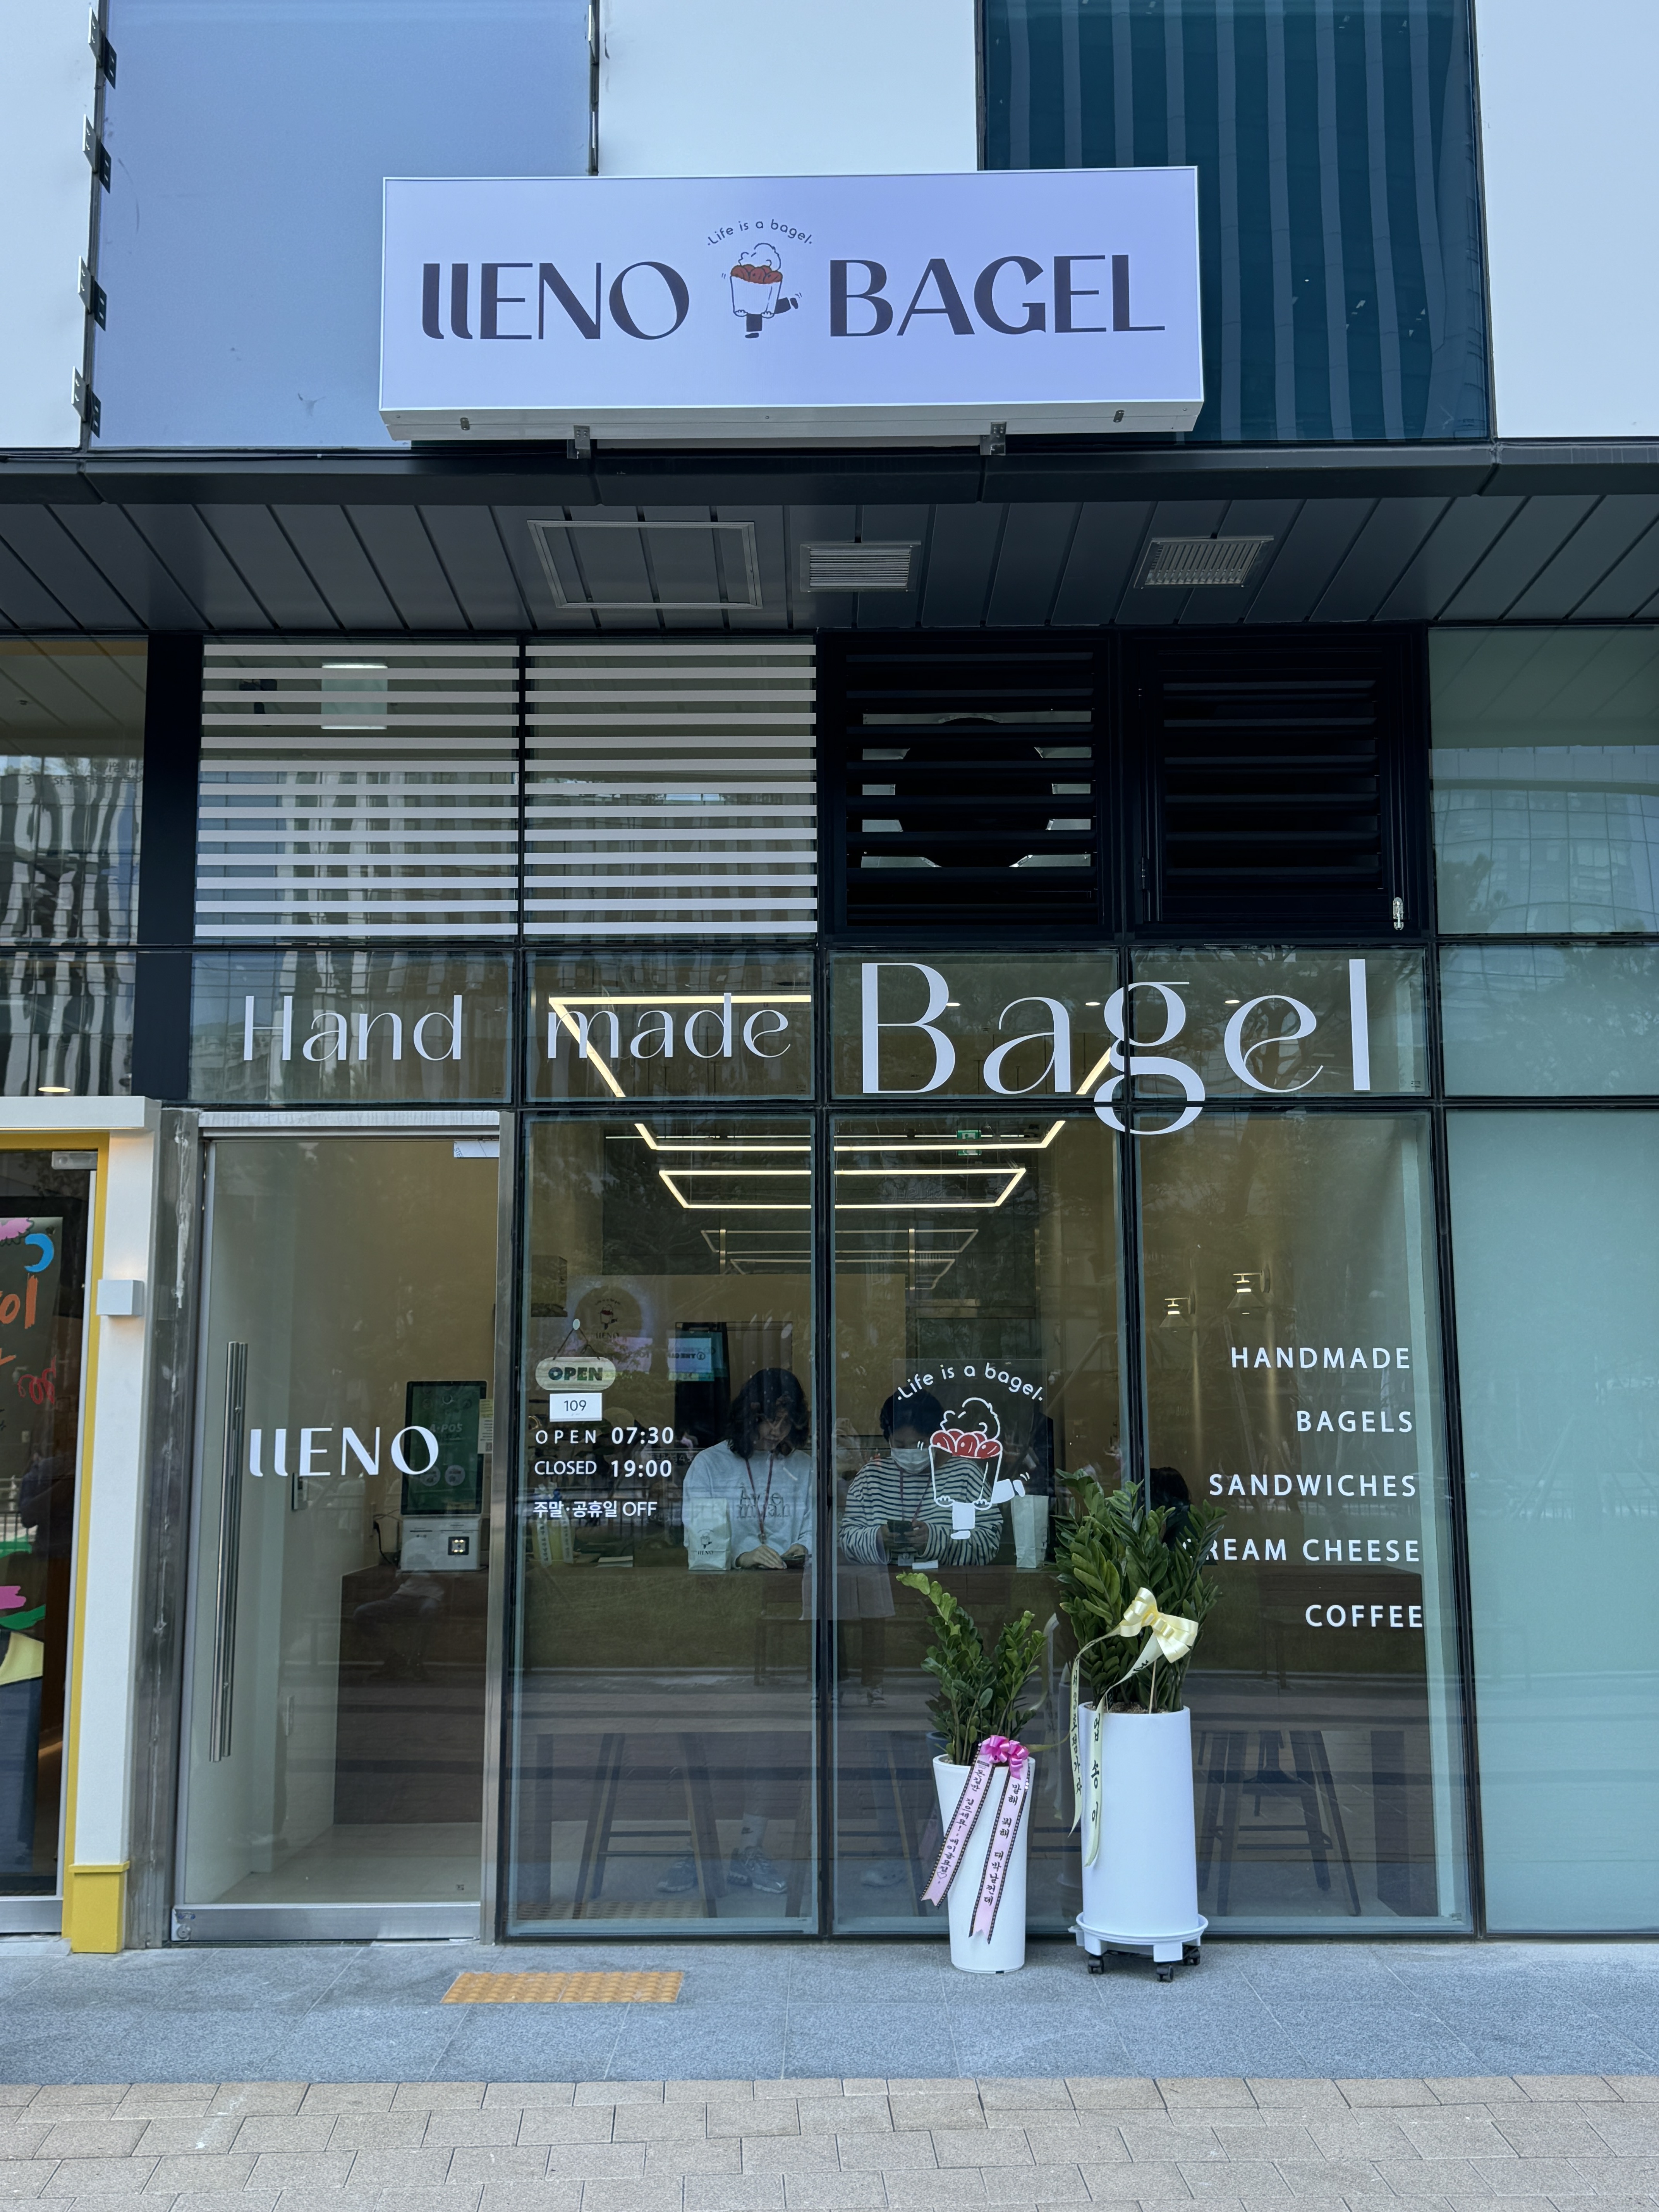 ·Life is a bagel·
UENO BAGEL
Hand made Bagel
OPEN
109
OPEN 07:30
CLOSED 19:00
주말·공휴일 OFF
UENO
·Life is a bagel·
HANDMADE
BAGELS
SANDWICHES
REAM CHEESE
COFFEE
UENO